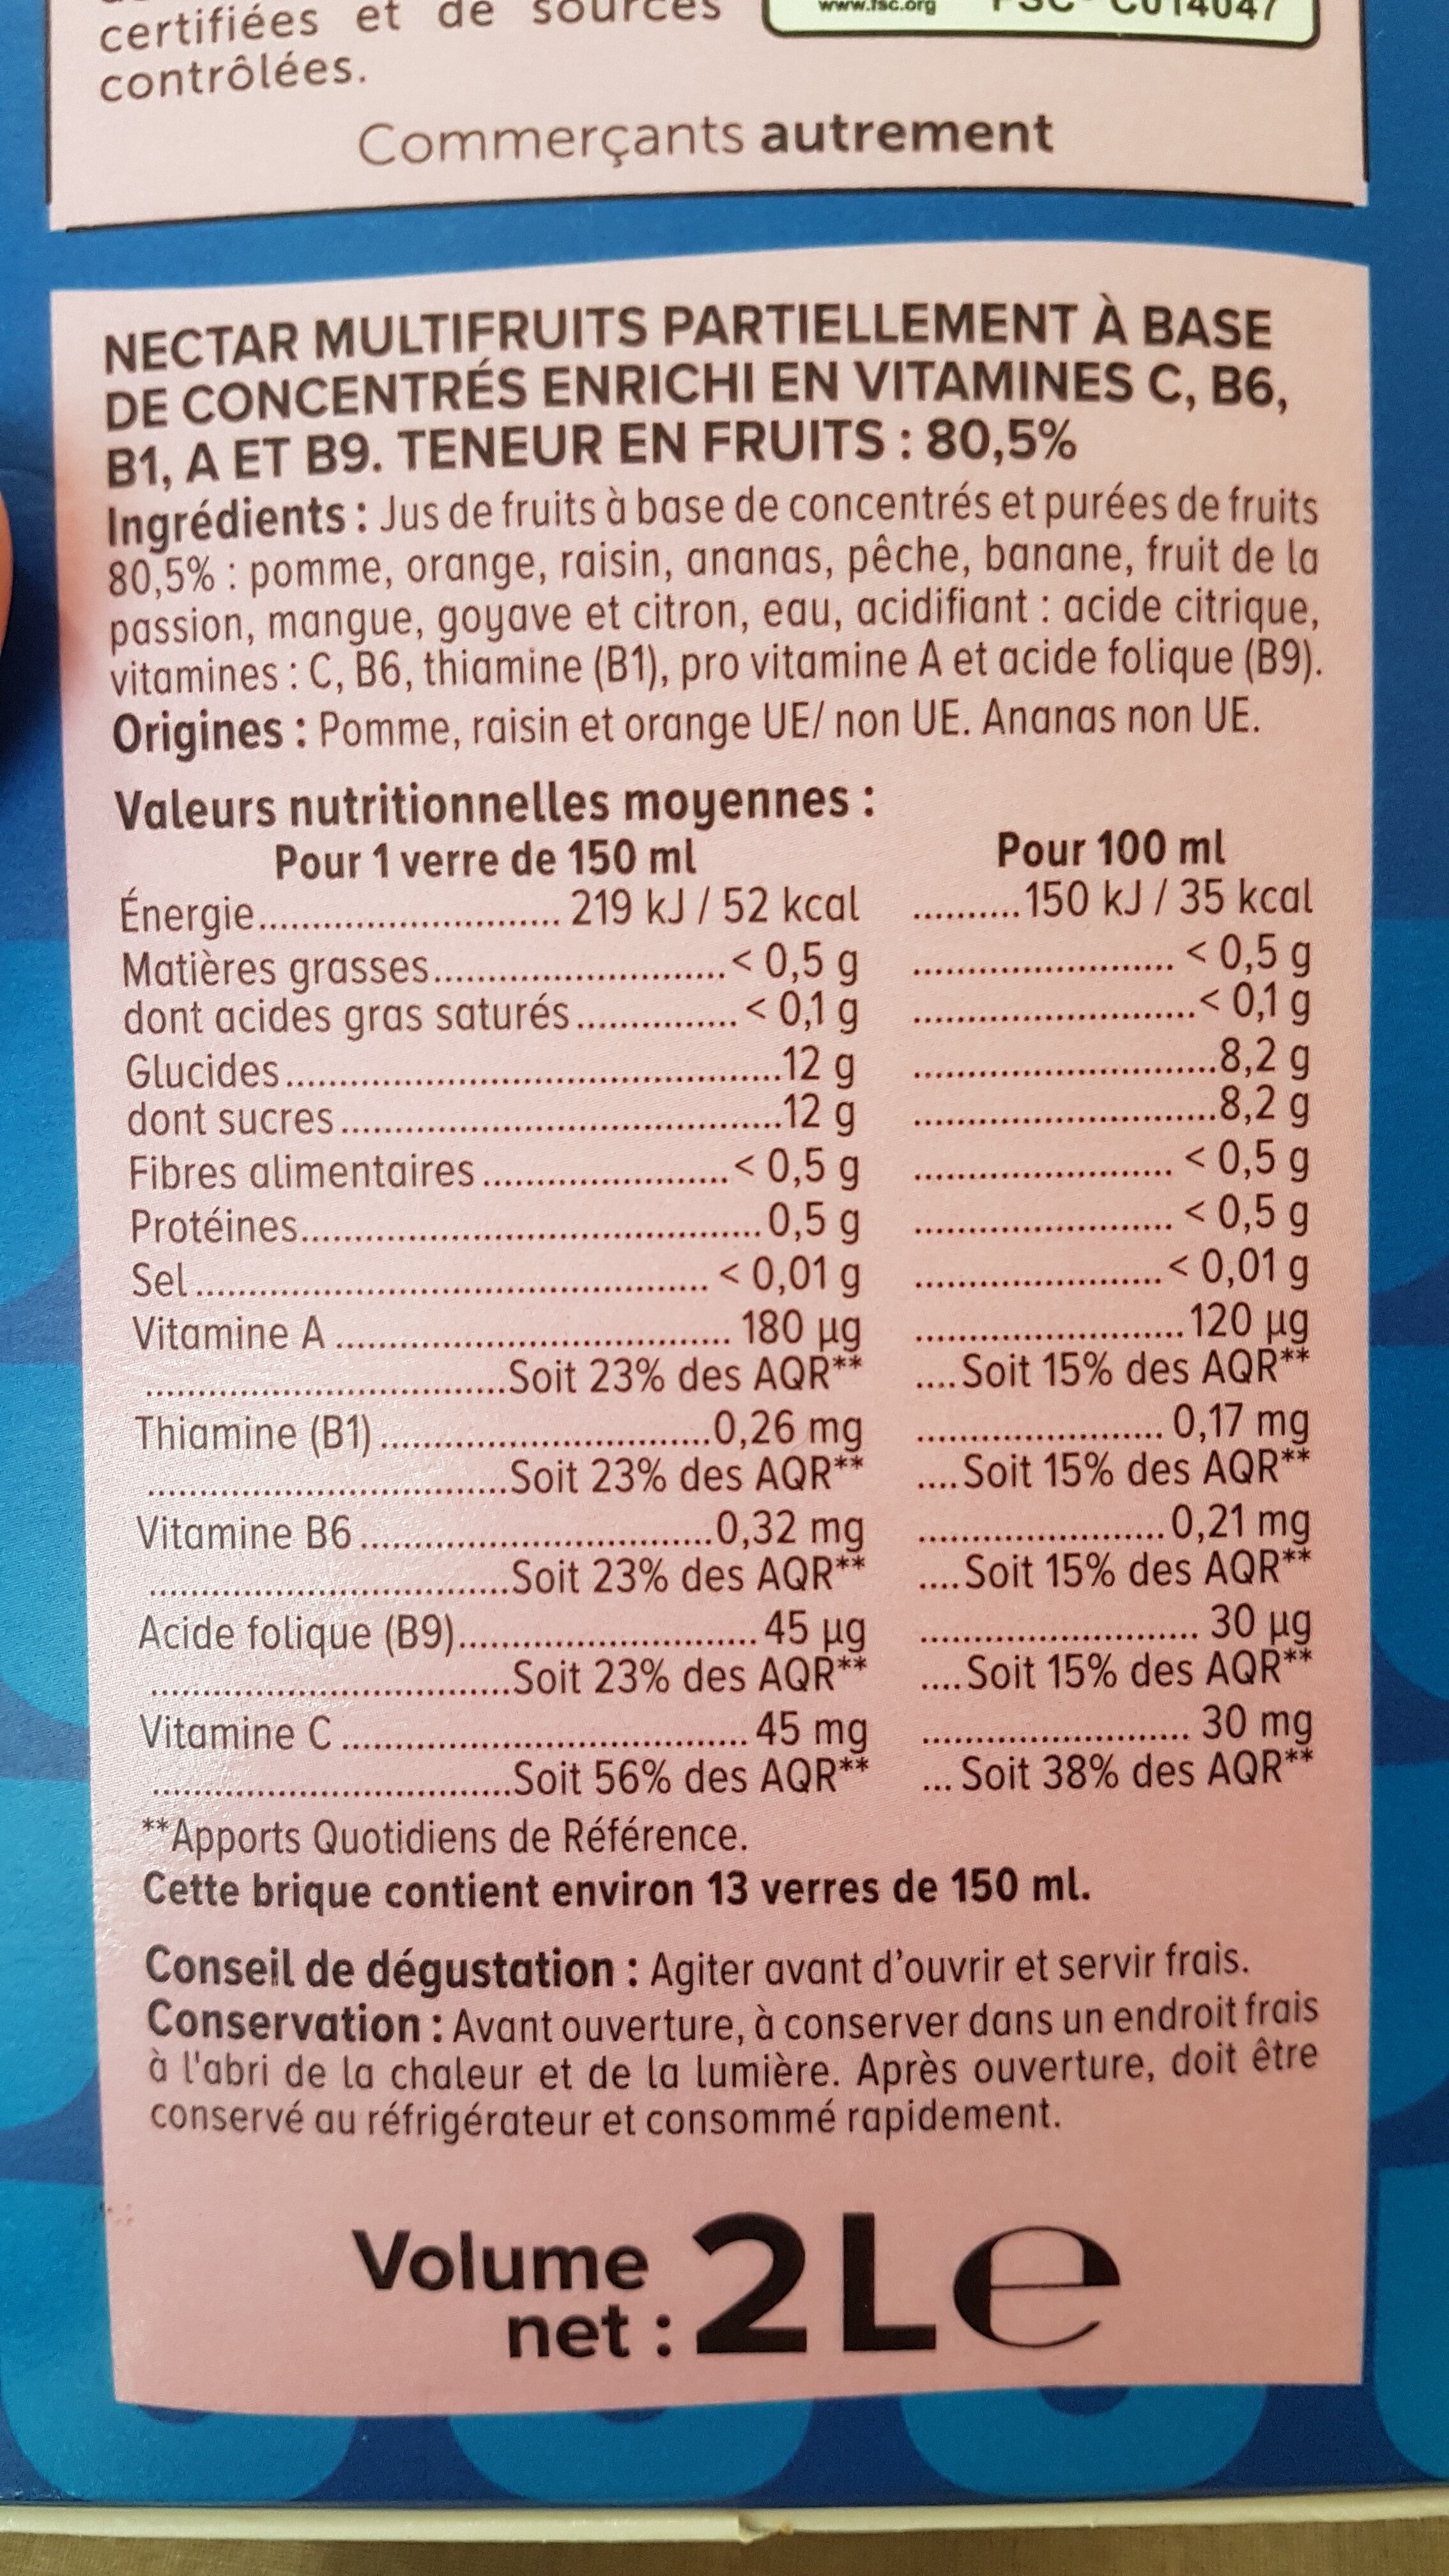 certifiées et de sources
www.fsc.org FSC® C014047
contrôlées.
Commerçants autrement
NECTAR MULTIFRUITS PARTIELLEMENT À BASE
DE CONCENTRÉS ENRICHI EN VITAMINES C, B6,
B1, A ET B9. TENEUR EN FRUITS : 80,5%
Ingrédients : Jus de fruits à base de concentrés et purées de fruits
80,5% : pomme, orange, raisin, ananas, pêche, banane, fruit de la
passion, mangue, goyave et citron, eau, acidifiant : acide citrique,
vitamines : C, B6, thiamine (B1), pro vitamine A et acide folique (B9).
Origines : Pomme, raisin et orange UE/ non UE. Ananas non UE.
Valeurs nutritionnelles moyennes :
Pour 1 verre de 150 ml Pour 100 ml
Énergie.............................. 219 kJ / 52 kcal ..........150 kJ / 35 kcal
Matières grasses............................< 0,5 g ......................... < 0,5 g
dont acides gras saturés............... < 0,1 g ...........................< 0,1 g
Glucides...............................................12 g .............................8,2 g
dont sucres..........................................12 g .............................8,2 g
Fibres alimentaires........................< 0,5 g ......................... < 0,5 g
Protéines............................................0,5 g ......................... < 0,5 g
Sel................................................. < 0,01 g ........................< 0,01 g
Vitamine A...................................... 180 µg ..........................120 µg
...................................Soit 23% des AQR** ....Soit 15% des AQR**
Thiamine (B1)................................0,26 mg ........................ 0,17 mg
...................................Soit 23% des AQR** ....Soit 15% des AQR**
Vitamine B6..................................0,32 mg ........................0,21 mg
...................................Soit 23% des AQR** ....Soit 15% des AQR**
Acide folique (B9).............................45 µg ........................... 30 µg
...................................Soit 23% des AQR** ....Soit 15% des AQR**
Vitamine C....................................... 45 mg .......................... 30 mg
...................................Soit 56% des AQR** ... Soit 38% des AQR**
**Apports Quotidiens de Référence.
Cette brique contient environ 13 verres de 150 ml.
Conseil de dégustation : Agiter avant d'ouvrir et servir frais.
Conservation : Avant ouverture, à conserver dans un endroit frais
à l'abri de la chaleur et de la lumière. Après ouverture, doit être
conservé au réfrigérateur et consommé rapidement.
Volume
net : 2L℮